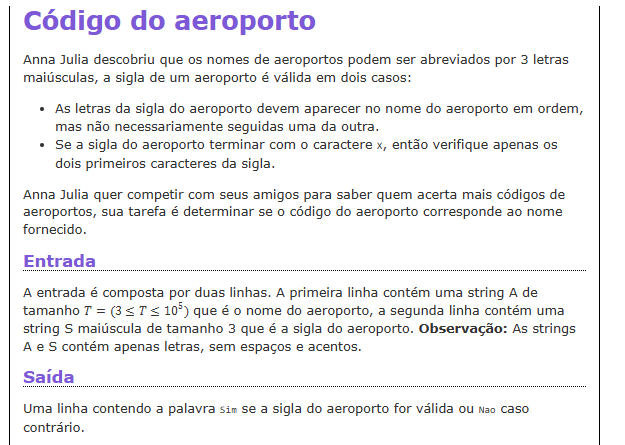 Código do aeroporto
Anna Julia descobriu que os nomes de aeroportos podem ser abreviados por 3 letras
maiúsculas, a sigla de um aeroporto é válida em dois casos:
• As letras da sigla do aeroporto devem aparecer no nome do aeroporto em ordem,
mas não necessariamente seguidas uma da outra.
• Se a sigla do aeroporto terminar com o caractere X, então verifique apenas os
dois primeiros caracteres da sigla.
Anna Julia quer competir com seus amigos para saber quem acerta mais códigos de
aeroportos, sua tarefa é determinar se o código do aeroporto corresponde ao nome
fornecido.
Entrada
A entrada é composta por duas linhas. A primeira linha contém uma string A de
tamanho T = (3 ≤ T ≤ 10⁵) que é o nome do aeroporto, a segunda linha contém uma
string S maiúscula de tamanho 3 que é a sigla do aeroporto. Observação: As strings
A e S contém apenas letras, sem espaços e acentos.
Saída
Uma linha contendo a palavra Sim se a sigla do aeroporto for válida ou Nao caso
contrário.